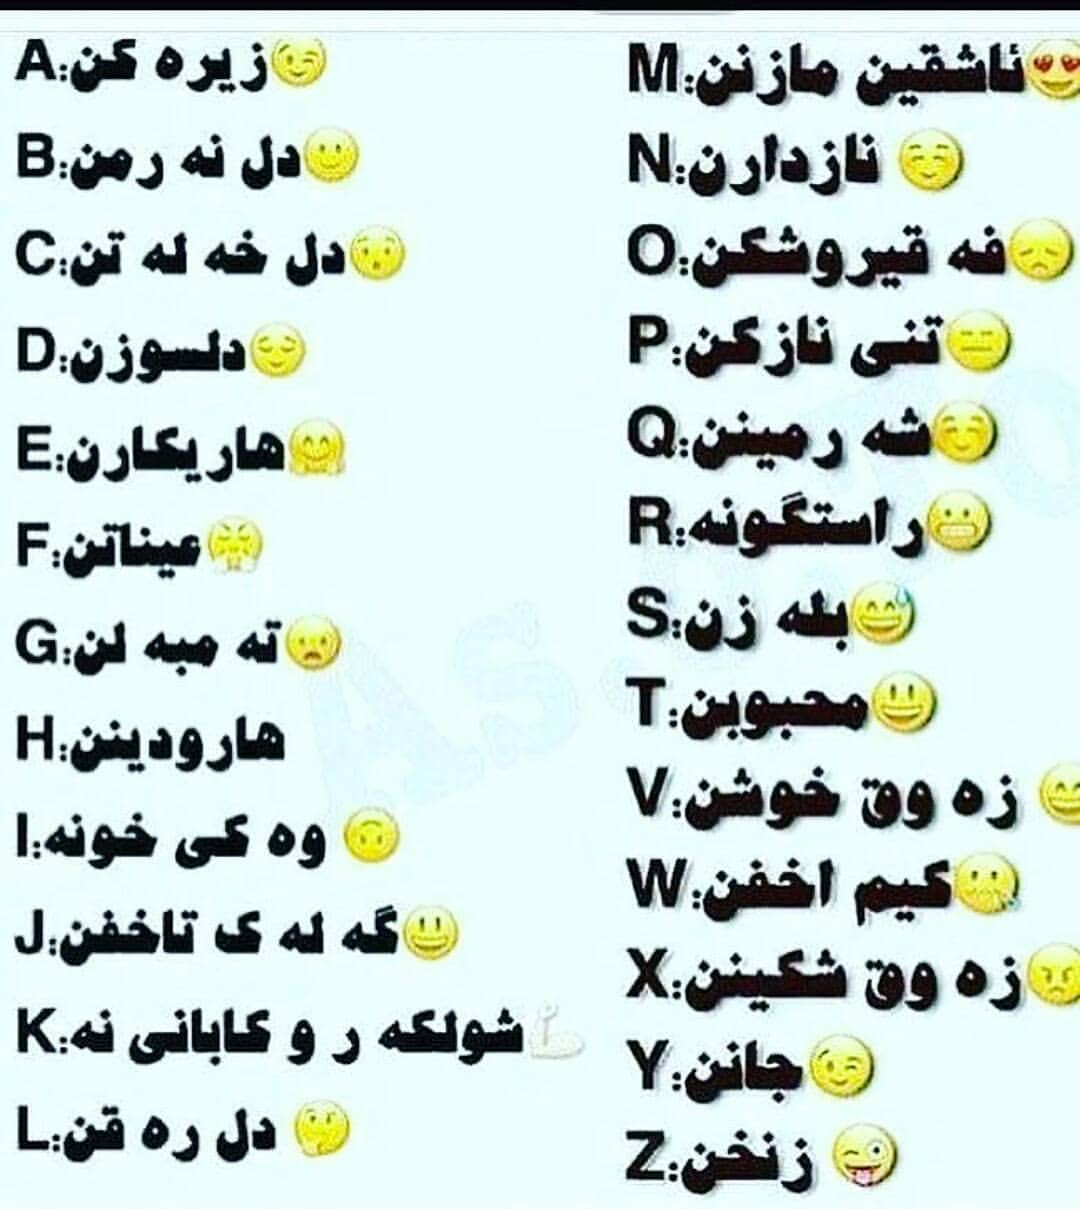 A:زیره کن😉
B:دل نه رمن🙂
C:دل خه له تن😯
D:دلسوزن😌
E:هاریکارن🤗
F:عیناتن😤
G:ته مبه لن😦
H:هارودینن
I:وه کی خونه🙃
J:گه له ک تاخفن😃
K:شولکه ر و کابانی نه💪
L:دل ره قن🤔
M:ئاشقین مازنن😍
N:نازدارن☺️
O:فه قیروشکن😞
P:تنی نازکن😑
Q:شه رمینن☺️
R:راستگونه😬
S:بله زن😅
T:محبوبن😃
V:زه وق خوشن😄
W:کیم اخفن🤐
X:زه وق شکینن😠
Y:جانن😉
Z:زنخن😜